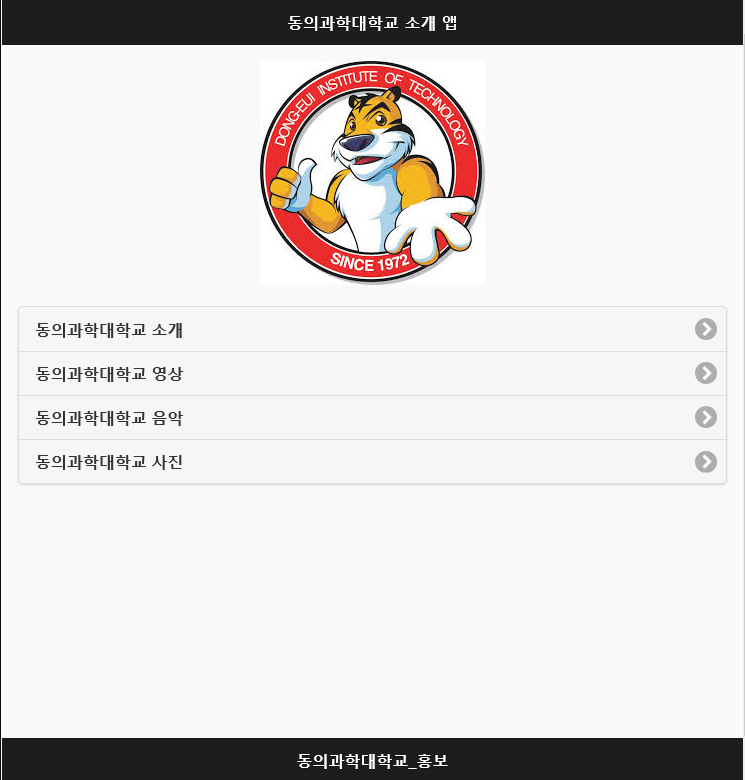 동의과학대학교 소개 앱
DONG-EUI INSTITUTE OF TECHNOLOGY
SINCE 1972
동의과학대학교 소개
동의과학대학교 영상
동의과학대학교 음악
동의과학대학교 사진
동의과학대학교_홍보